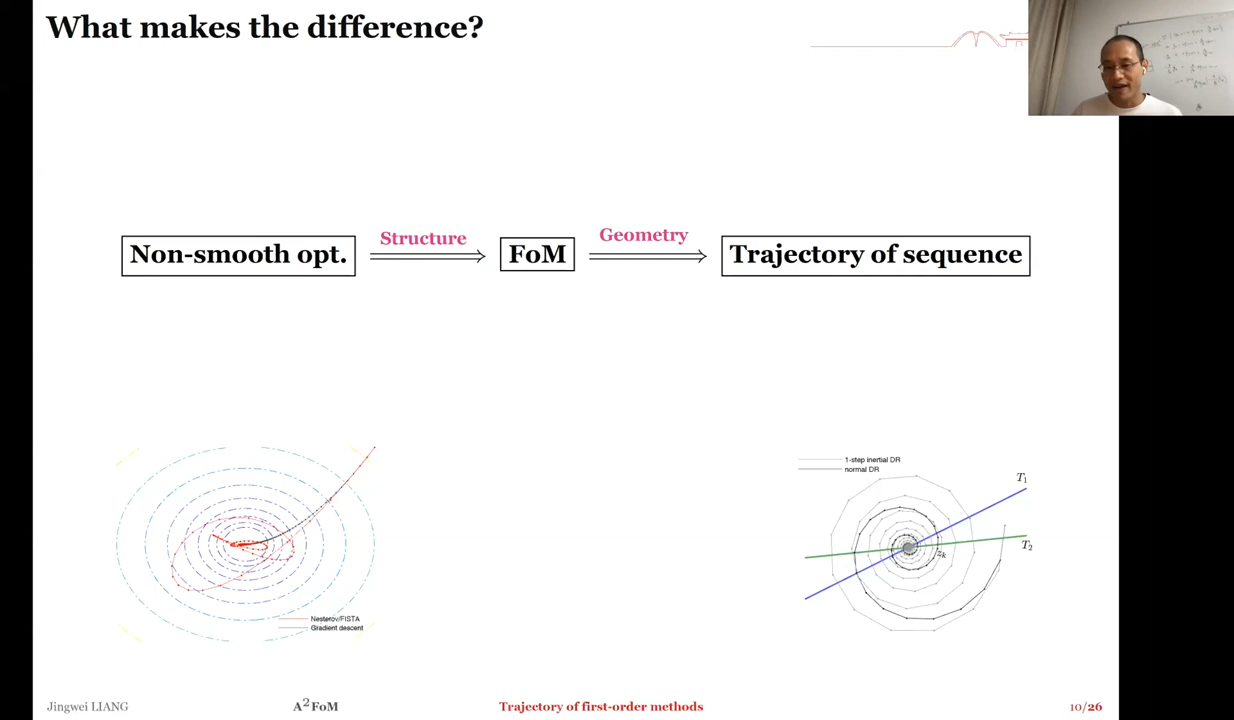 What makes the difference?
Structure
Geometry
Non-smooth opt.
FoM
Trajectory of sequence
1-step inertial DR
normal DR
T1
T2
zk
Nesterov/FISTA
Gradient descent
Jingwei LIANG
A2FoM
Trajectory of first-order methods
10/26